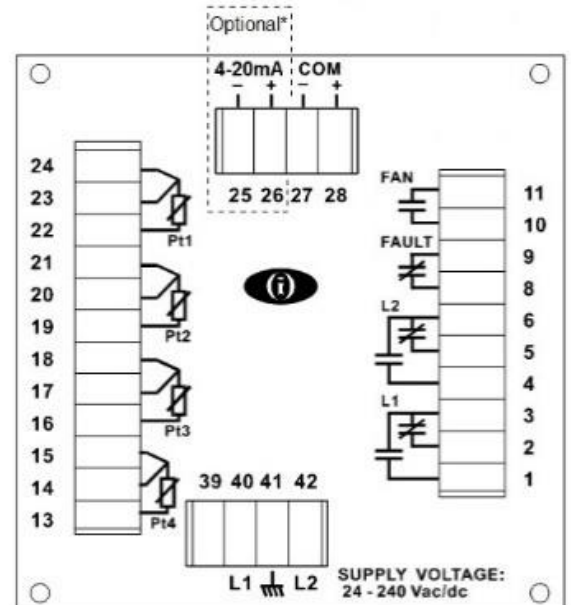 Optional*
4-20mA COM
– + – +
25 26 27 28
24
23
22
Pt1
21
20
19
Pt2
18
17
16
Pt3
15
14
13
Pt4
FAN
11
10
FAULT
9
8
L2
6
5
4
L1
3
2
1
39 40 41 42
L1 L2
SUPPLY VOLTAGE:
24 - 240 Vac/dc